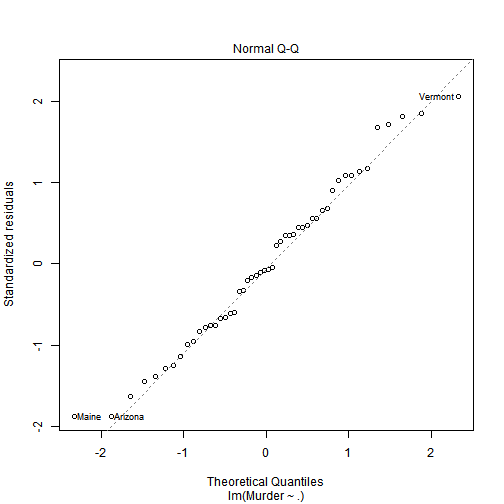 Normal Q-Q
Standardized residuals
2
1
0
-1
-2
Vermont
Maine
Arizona
-2
-1
0
1
2
Theoretical Quantiles
lm(Murder ~ .)